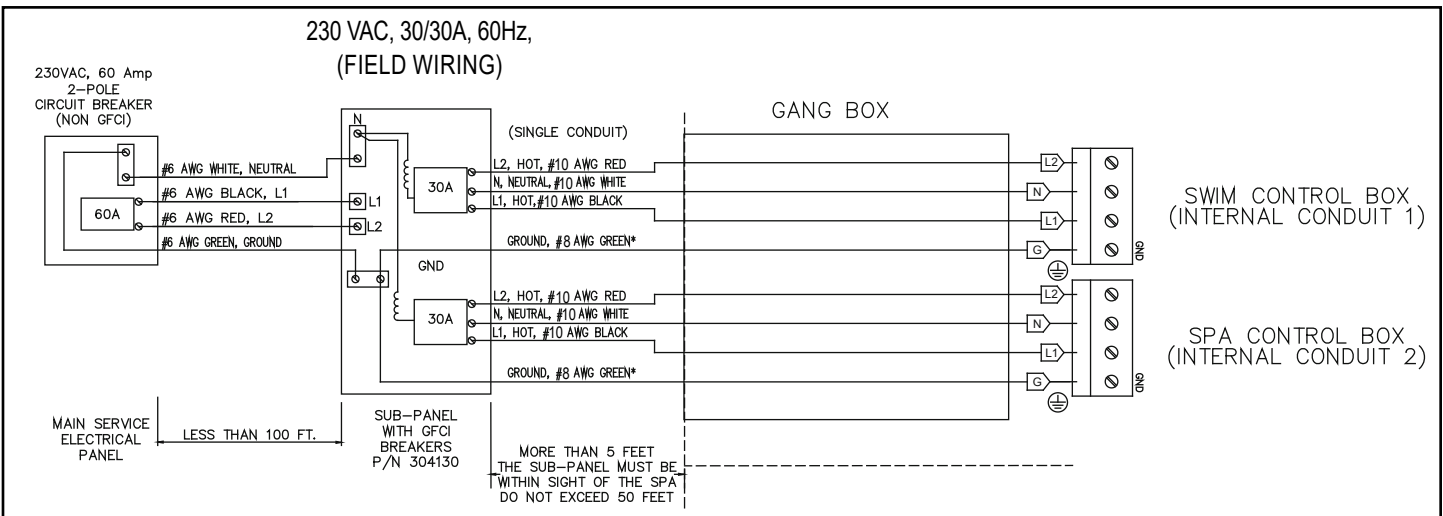 230 VAC, 30/30A, 60Hz,
(FIELD WIRING)
230VAC, 60 Amp
2-POLE
CIRCUIT BREAKER
(NON GFCI)
60A
#6 AWG WHITE, NEUTRAL
#6 AWG BLACK, L1
#6 AWG RED, L2
#6 AWG GREEN, GROUND
N
L1
L2
GND
30A
30A
(SINGLE CONDUIT)
L2, HOT, #10 AWG RED
N, NEUTRAL, #10 AWG WHITE
L1, HOT, #10 AWG BLACK
GROUND, #8 AWG GREEN*
L2, HOT, #10 AWG RED
N, NEUTRAL, #10 AWG WHITE
L1, HOT, #10 AWG BLACK
GROUND, #8 AWG GREEN*
GANG BOX
L2
N
L1
G
GND
L2
N
L1
G
GND
SWIM CONTROL BOX
(INTERNAL CONDUIT 1)
SPA CONTROL BOX
(INTERNAL CONDUIT 2)
MAIN SERVICE
ELECTRICAL
PANEL
LESS THAN 100 FT.
SUB-PANEL
WITH GFCI
BREAKERS
P/N 304130
MORE THAN 5 FEET
THE SUB-PANEL MUST BE
WITHIN SIGHT OF THE SPA
DO NOT EXCEED 50 FEET